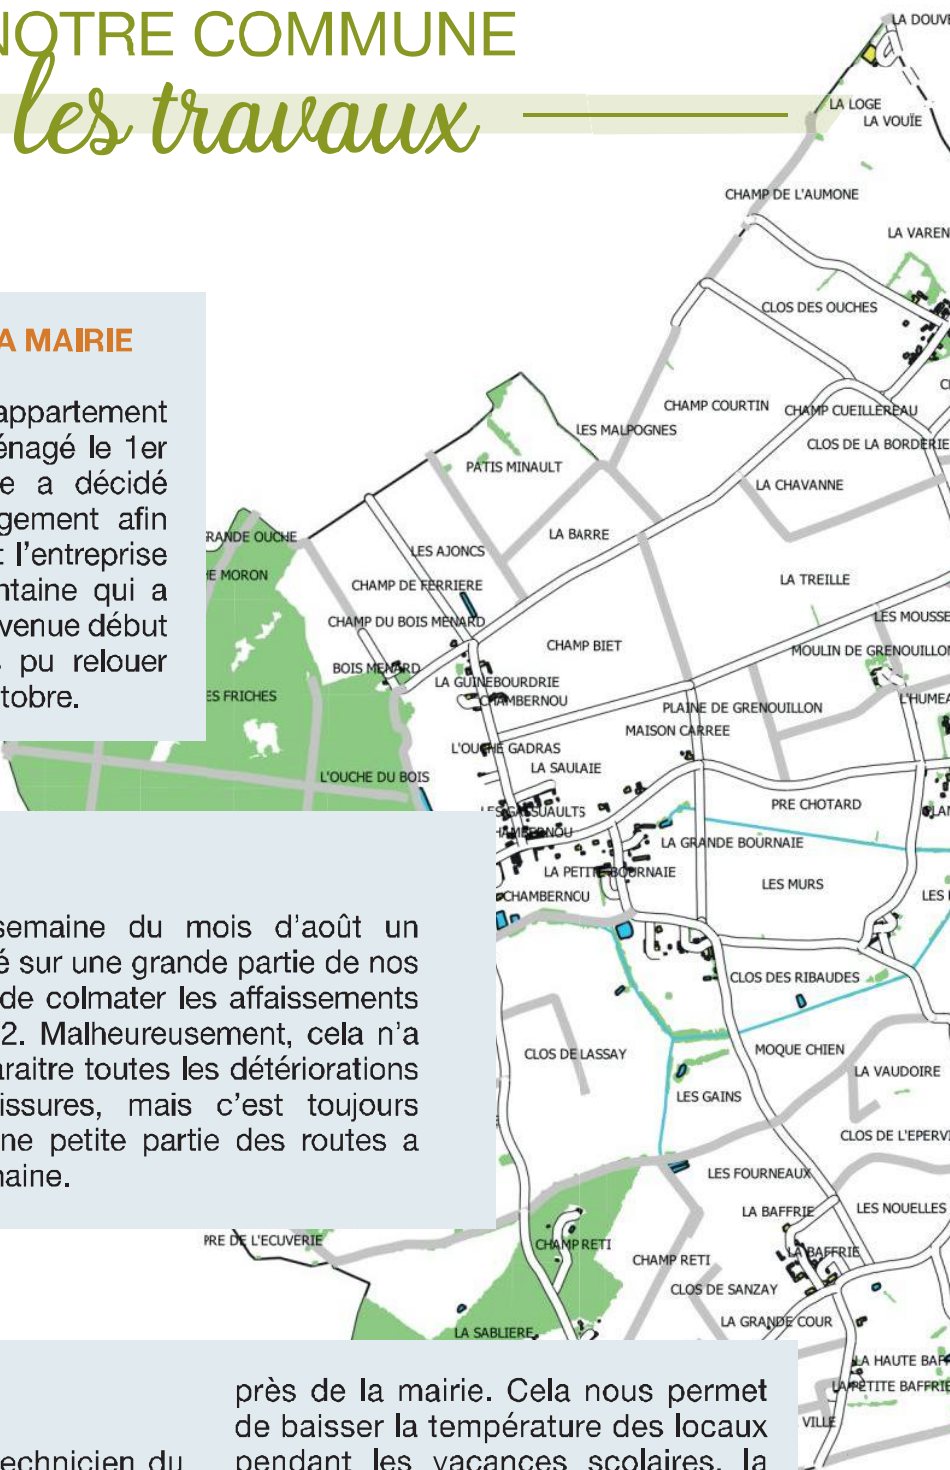 NOTRE COMMUNE
les travaux
LA DOUVE
LA LOGE
LA VOUÏE
CHAMP DE L'AUMONE
LA VAREN
CLOS DES OUCHES
A MAIRIE
appartement
énagé le 1er
e a décidé
gement afin
t l'entreprise
ntaine qui a
venue début
s pu relouer
tobre.
CHAMP COURTIN
CHAMP CUEILLEREAU
LES MALPOGNES
CLOS DE LA BORDERIE
PATIS MINAULT
LA CHAVANNE
LA BARRE
RANDE OUCHE
LES AJONCS
HE MORON
CHAMP DE FERRIERE
LA TREILLE
CHAMP DU BOIS MENARD
LES MOUSSE
CHAMP BIET
MOULIN DE GRENOUILLON
BOIS MENARD
LA GUINEBOURDRIE
ES FRICHES
CHAMBERNOU
L'HUMEA
PLAINE DE GRENOUILLON
MAISON CARREE
L'OUCHE GADRAS
LA SAULAIE
L'OUCHE DU BOIS
PRE CHOTARD
LES GASSUAULTS
HAMBERNOU
LA GRANDE BOURNAIE
LA PETITE BOURNAIE
LES MURS
CHAMBERNOU
semaine du mois d'août un
é sur une grande partie de nos
de colmater les affaissements
2. Malheureusement, cela n'a
araitre toutes les détériorations
issures, mais c'est toujours
ne petite partie des routes a
naine.
CLOS DES RIBAUDES
CLOS DE LASSAY
MOQUE CHIEN
LA VAUDOIRE
LES GAINS
CLOS DE L'EPERVI
LES FOURNEAUX
LA BAFFRIE
LES NOUELLES
PRE DE L'ECUVERIE
CHAMP RETI
CHAMP RETI
LA BAFFRIE
CLOS DE SANZAY
LA GRANDE COUR
LA SABLIERE
LA HAUTE BAF
LA PETITE BAFFRIE
VILLE
echnicien du
près de la mairie. Cela nous permet
de baisser la température des locaux
pendant les vacances scolaires, la